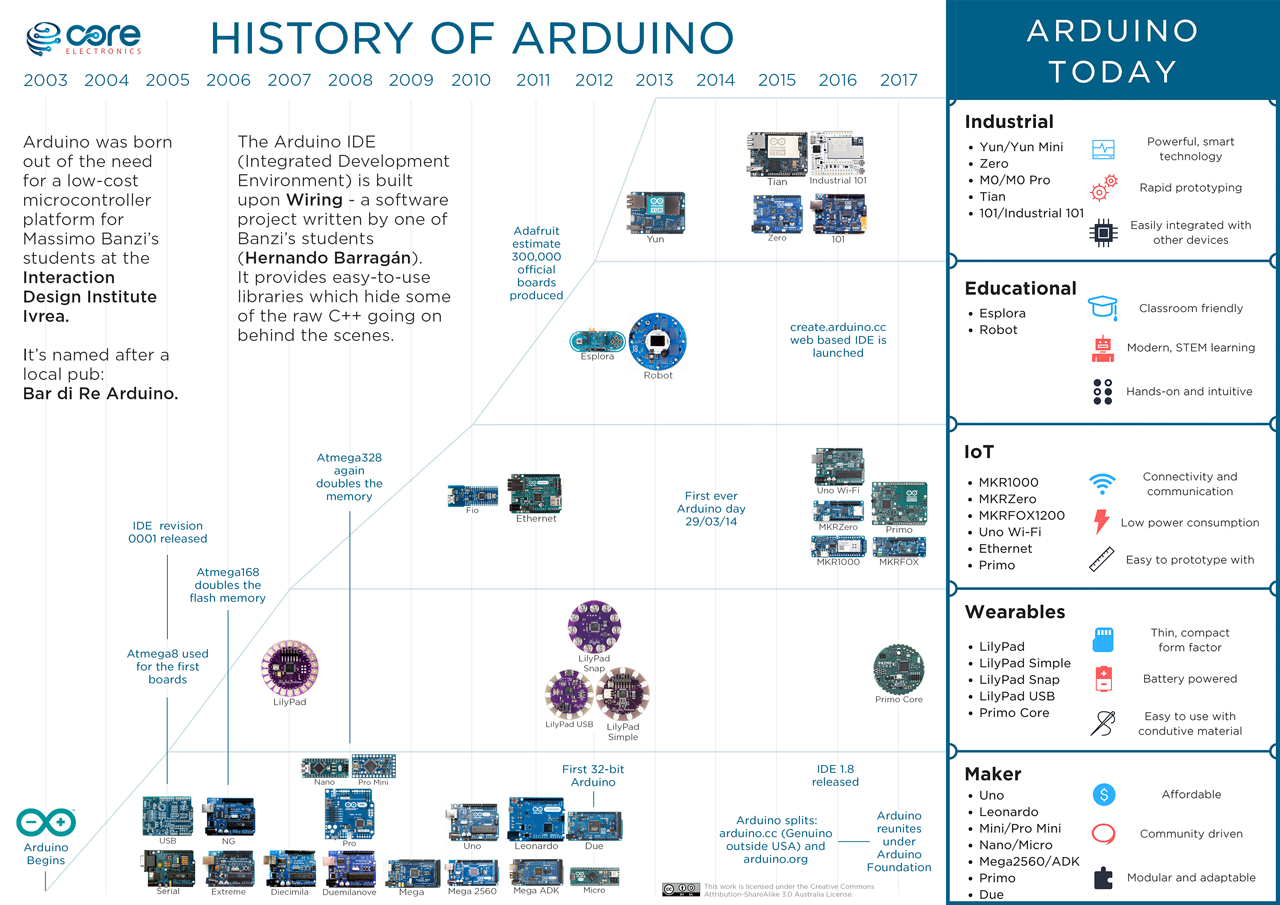 core
ELECTRONICS
HISTORY OF ARDUINO
2003 2004 2005 2006 2007 2008 2009 2010 2011 2012 2013 2014 2015 2016 2017
Arduino was born
out of the need
for a low-cost
microcontroller
platform for
Massimo Banzi's
students at the
Interaction
Design Institute
Ivrea.
It's named after a
local pub:
Bar di Re Arduino.
The Arduino IDE
(Integrated Development
Environment) is built
upon Wiring - a software
project written by one of
Banzi's students
(Hernando Barragán).
It provides easy-to-use
libraries which hide some
of the raw C++ going on
behind the scenes.
Adafruit
estimate
300,000
official
boards
produced
Tian
Industrial 101
Yun
Zero
101
Esplora
Robot
create.arduino.cc
web based IDE is
launched
Atmega328
again
doubles the
memory
IDE revision
0001 released
Atmega168
doubles the
flash memory
Atmega8 used
for the first
boards
Fio
Ethernet
First ever
Arduino day
29/03/14
Uno Wi-Fi
MKRZero
Primo
MKR1000
MKRFOX
LilyPad
LilyPad
Snap
LilyPad USB
LilyPad
Simple
Primo Core
Arduino
Begins
Nano
Pro Mini
USB
NG
Pro
Uno
Leonardo
Due
Serial
Extreme
Diecimila
Duemilanove
Mega
Mega 2560
Mega ADK
Micro
First 32-bit
Arduino
IDE 1.8
released
Arduino splits:
arduino.cc (Genuino
outside USA) and
arduino.org
Arduino
reunites
under
Arduino
Foundation
This work is licensed under the Creative Commons
Attribution-ShareAlike 3.0 Australia License.
ARDUINO
TODAY
Industrial
• Yun/Yun Mini
• Zero
• M0/M0 Pro
• Tian
• 101/Industrial 101
Powerful, smart
technology
Rapid prototyping
Easily integrated with
other devices
Educational
• Esplora
• Robot
Classroom friendly
Modern, STEM learning
Hands-on and intuitive
IoT
• MKR1000
• MKRZero
• MKRFOX1200
• Uno Wi-Fi
• Ethernet
• Primo
Connectivity and
communication
Low power consumption
Easy to prototype with
Wearables
• LilyPad
• LilyPad Simple
• LilyPad Snap
• LilyPad USB
• Primo Core
Thin, compact
form factor
Battery powered
Easy to use with
condutive material
Maker
• Uno
• Leonardo
• Mini/Pro Mini
• Nano/Micro
• Mega2560/ADK
• Primo
• Due
Affordable
Community driven
Modular and adaptable